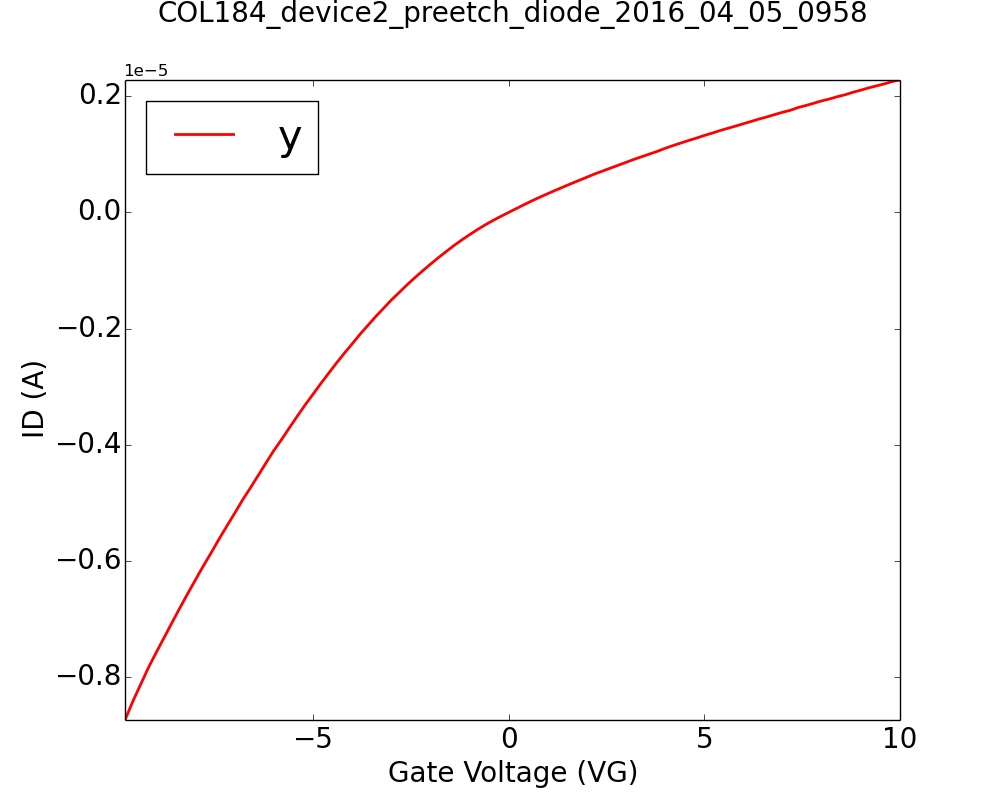 COL184_device2_preetch_diode_2016_04_05_0958
1e−5
0.2
0.0
−0.2
−0.4
−0.6
−0.8
ID (A)
y
−5
0
5
10
Gate Voltage (VG)